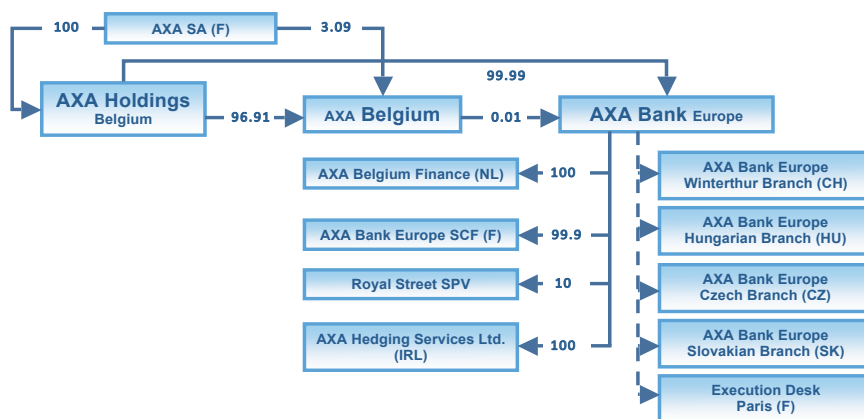 100
AXA SA (F)
3.09
99.99
AXA Holdings
Belgium
96.91
AXA Belgium
0.01
AXA Bank Europe
AXA Belgium Finance (NL)
100
AXA Bank Europe
Winterthur Branch (CH)
AXA Bank Europe SCF (F)
99.9
AXA Bank Europe
Hungarian Branch (HU)
Royal Street SPV
10
AXA Bank Europe
Czech Branch (CZ)
AXA Hedging Services Ltd.
(IRL)
100
AXA Bank Europe
Slovakian Branch (SK)
Execution Desk
Paris (F)